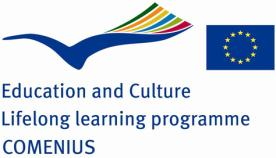 Education and Culture
Lifelong learning programme
COMENIUS